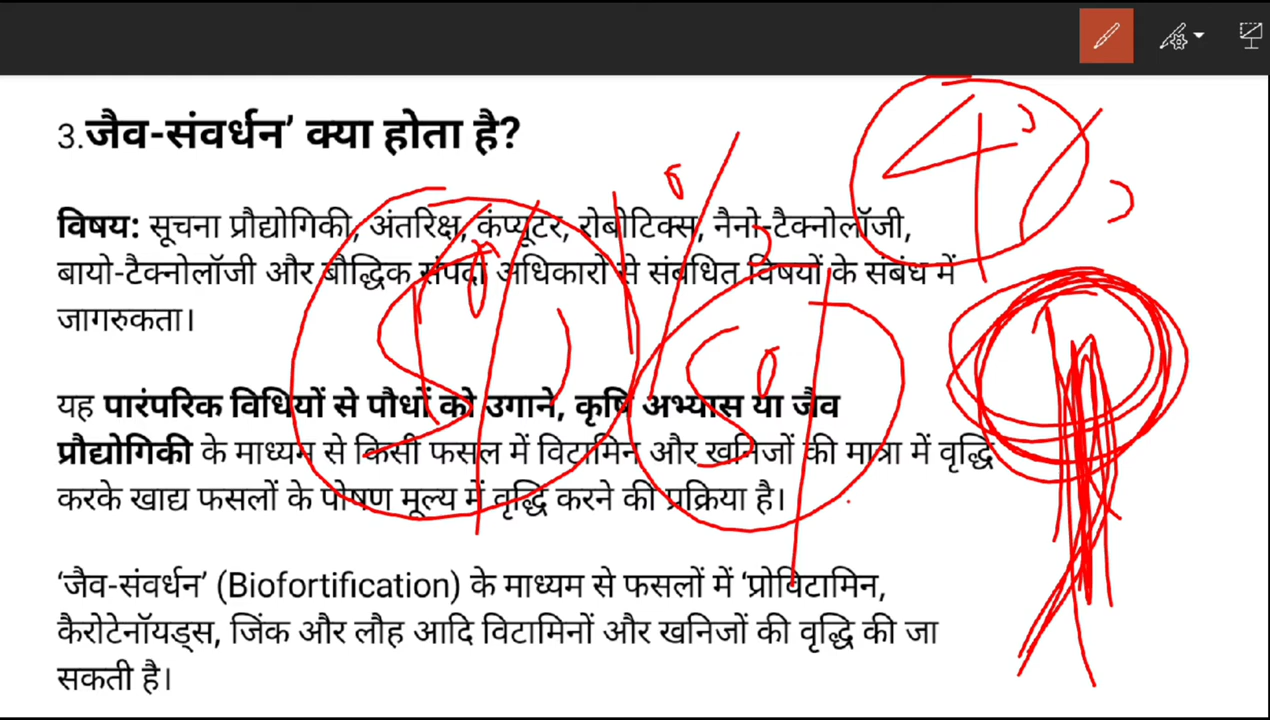 3.जैव-संवर्धन’ क्या होता है?
विषय: सूचना प्रौद्योगिकी, अंतरिक्ष, कंप्यूटर, रोबोटिक्स, नैनो-टैक्नोलॉजी,
बायो-टैक्नोलॉजी और बौद्धिक संपदा अधिकारों से संबंधित विषयों के संबंध में
जागरुकता।
यह पारंपरिक विधियों से पौधों को उगाने, कृषि अभ्यास या जैव
प्रौद्योगिकी के माध्यम से किसी फसल में विटामिन और खनिजों की मात्रा में वृद्धि
करके खाद्य फसलों के पोषण मूल्य में वृद्धि करने की प्रक्रिया है।
‘जैव-संवर्धन’ (Biofortification) के माध्यम से फसलों में ‘प्रोविटामिन,
कैरोटेनॉयड्स, जिंक और लौह आदि विटामिनों और खनिजों की वृद्धि की जा
सकती है।